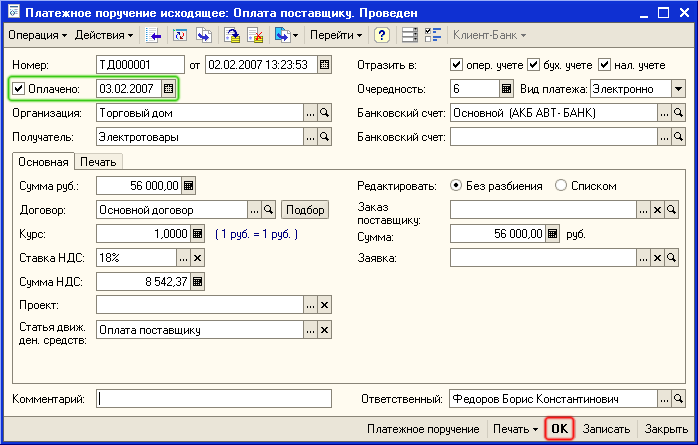 Платежное поручение исходящее: Оплата поставщику. Проведен
Операция Действия Перейти Клиент-Банк
Номер: ТД000001 от 02.02.2007 13:23:53 Отразить в: опер. учете бух. учете нал. учете
Оплачено: 03.02.2007 Очередность: 6 Вид платежа: Электронно
Организация: Торговый дом Банковский счет: Основной (АКБ АВТ- БАНК)
Получатель: Электротовары Банковский счет:
Основная Печать
Сумма руб.: 56 000,00 Редактировать: Без разбиения Списком
Договор: Основной договор Подбор Заказ поставщику:
Курс: 1,0000 ( 1 руб. = 1 руб. ) Сумма: 56 000,00 руб.
Ставка НДС: 18% Заявка:
Сумма НДС: 8 542,37
Проект:
Статья движ. ден. средств: Оплата поставщику
Комментарий: Ответственный: Федоров Борис Константинович
Платежное поручение Печать OK Записать Закрыть